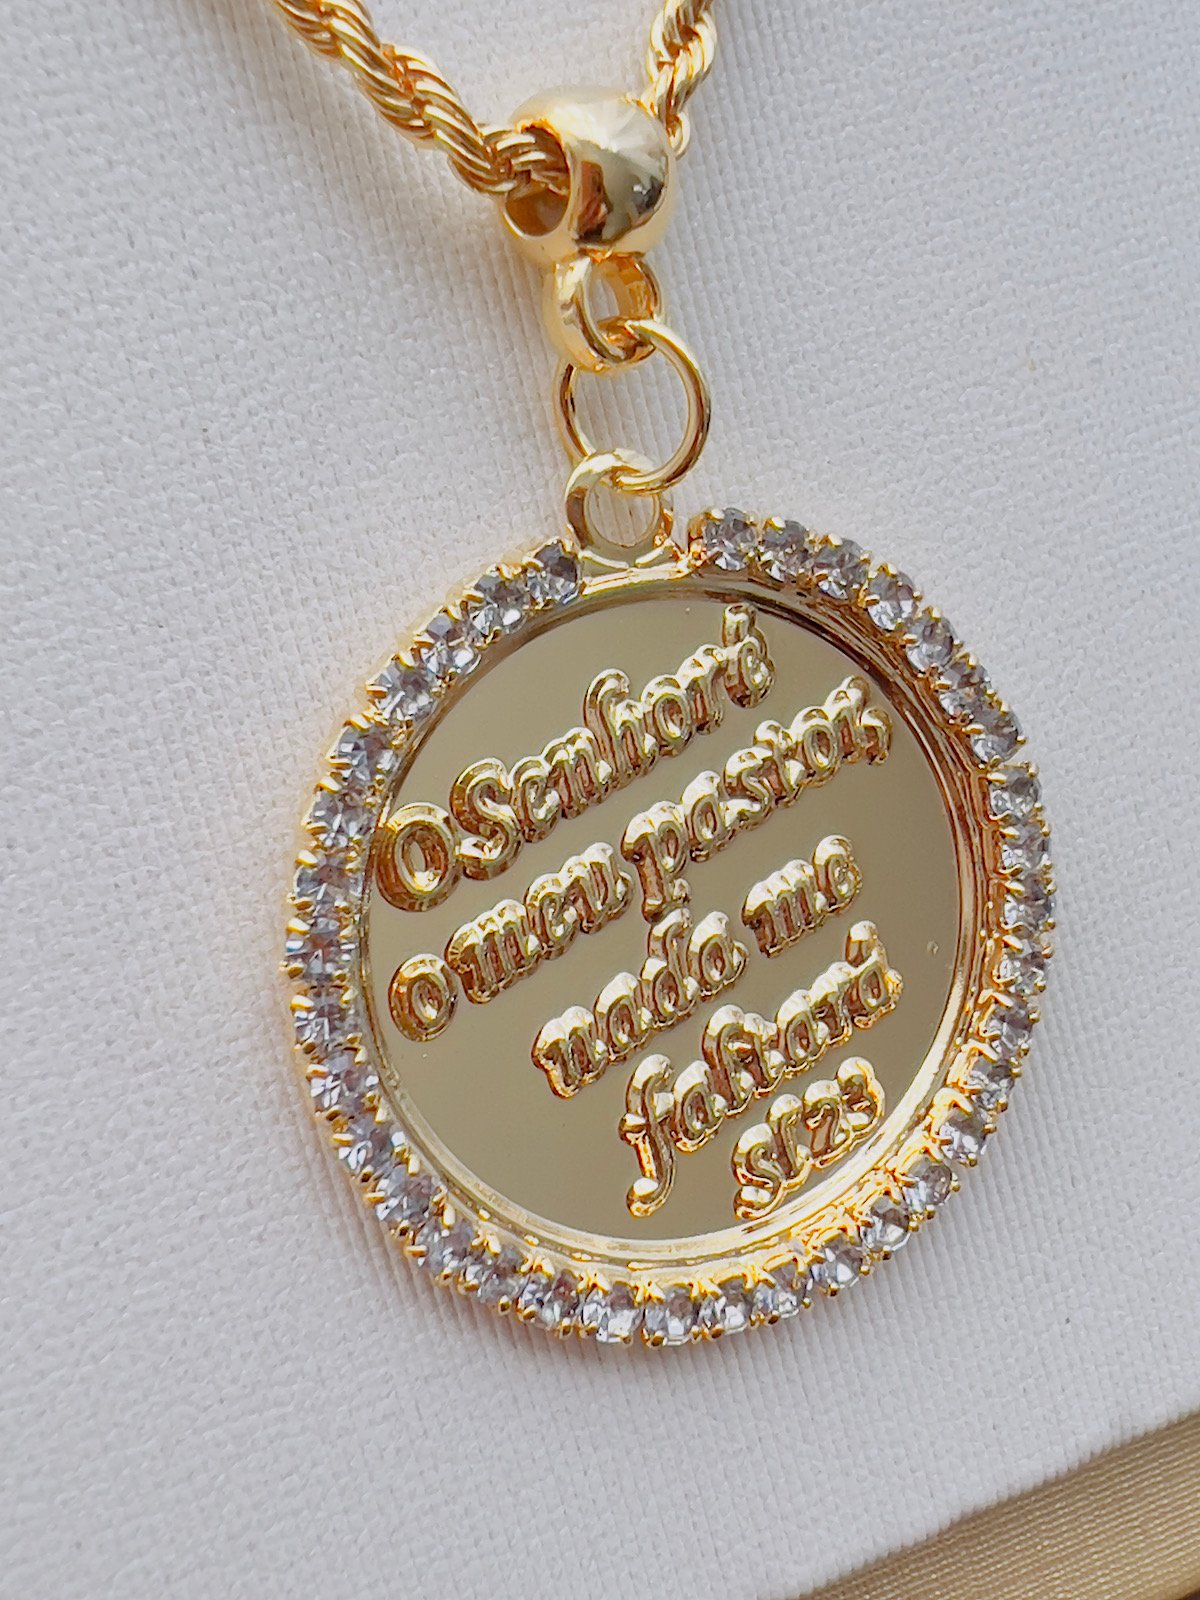 O Senhor é
o meu pastor,
nada me
faltará
Sl 23